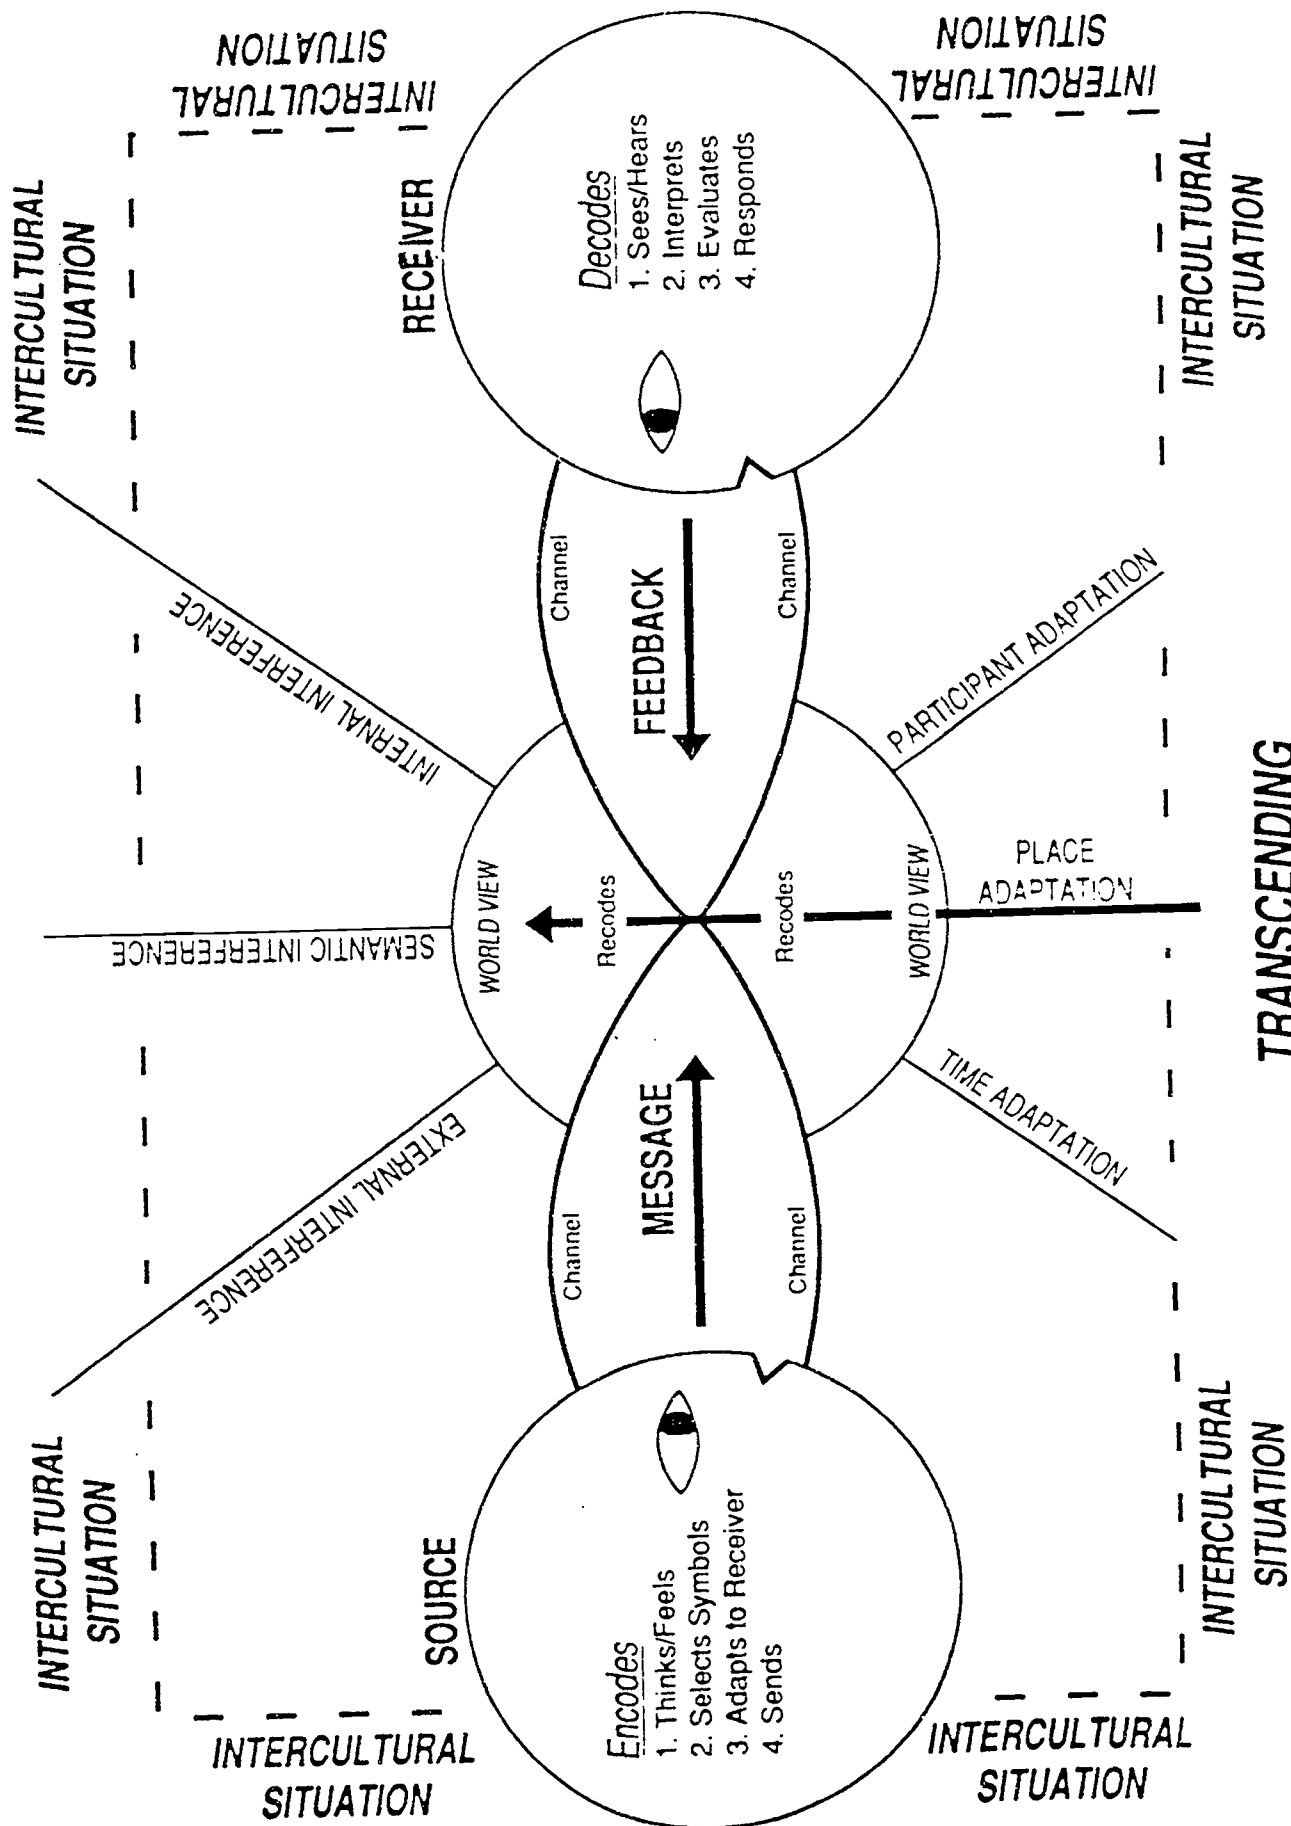 INTERCULTURAL
SITUATION
INTERCULTURAL
SITUATION
INTERCULTURAL
SITUATION
INTERCULTURAL
SITUATION
EXTERNAL INTERFERENCE
SEMANTIC INTERFERENCE
INTERNAL INTERFERENCE
SOURCE
RECEIVER
Encodes
1. Thinks/Feels
2. Selects Symbols
3. Adapts to Receiver
4. Sends
Channel
MESSAGE
Channel
WORLD VIEW
Recodes
Recodes
WORLD VIEW
Channel
FEEDBACK
Channel
Decodes
1. Sees/Hears
2. Interprets
3. Evaluates
4. Responds
TIME ADAPTATION
PLACE
ADAPTATION
PARTICIPANT ADAPTATION
INTERCULTURAL
SITUATION
INTERCULTURAL
SITUATION
INTERCULTURAL
SITUATION
INTERCULTURAL
SITUATION
TRANSCENDING